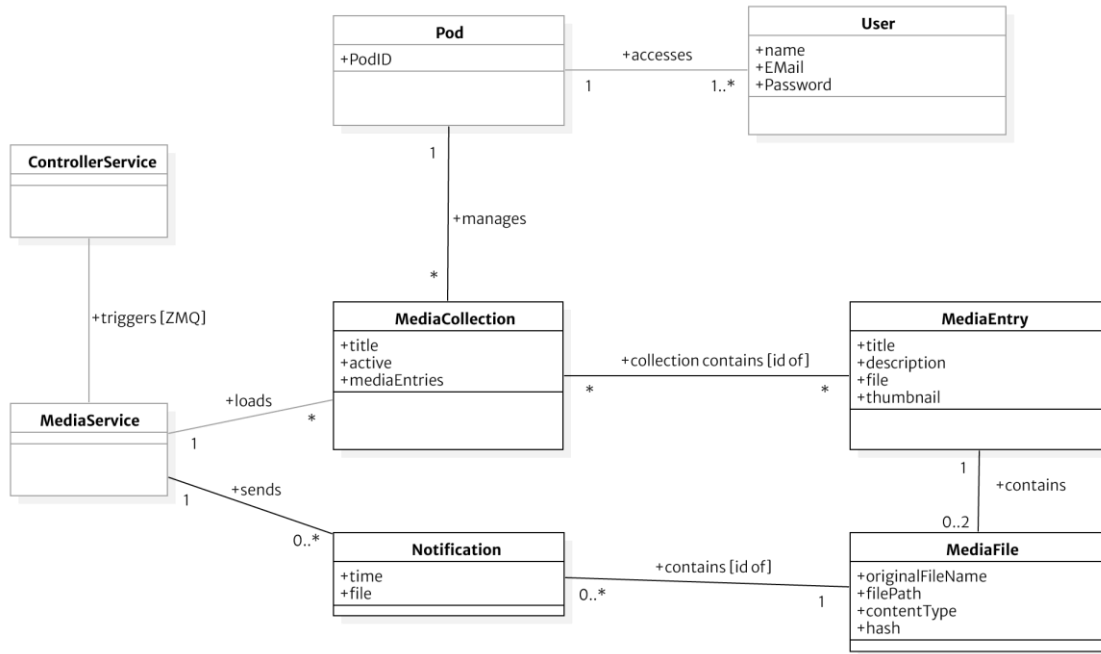 Pod
+PodID
User
+name
+EMail
+Password
+accesses
1
1..*
ControllerService
1
+manages
*
+triggers [ZMQ]
MediaCollection
+title
+active
+mediaEntries
MediaEntry
+title
+description
+file
+thumbnail
+collection contains [id of]
*
*
MediaService
+loads
1
*
+sends
1
0..*
1
+contains
0..2
Notification
+time
+file
+contains [id of]
0..*
1
MediaFile
+originalFileName
+filePath
+contentType
+hash